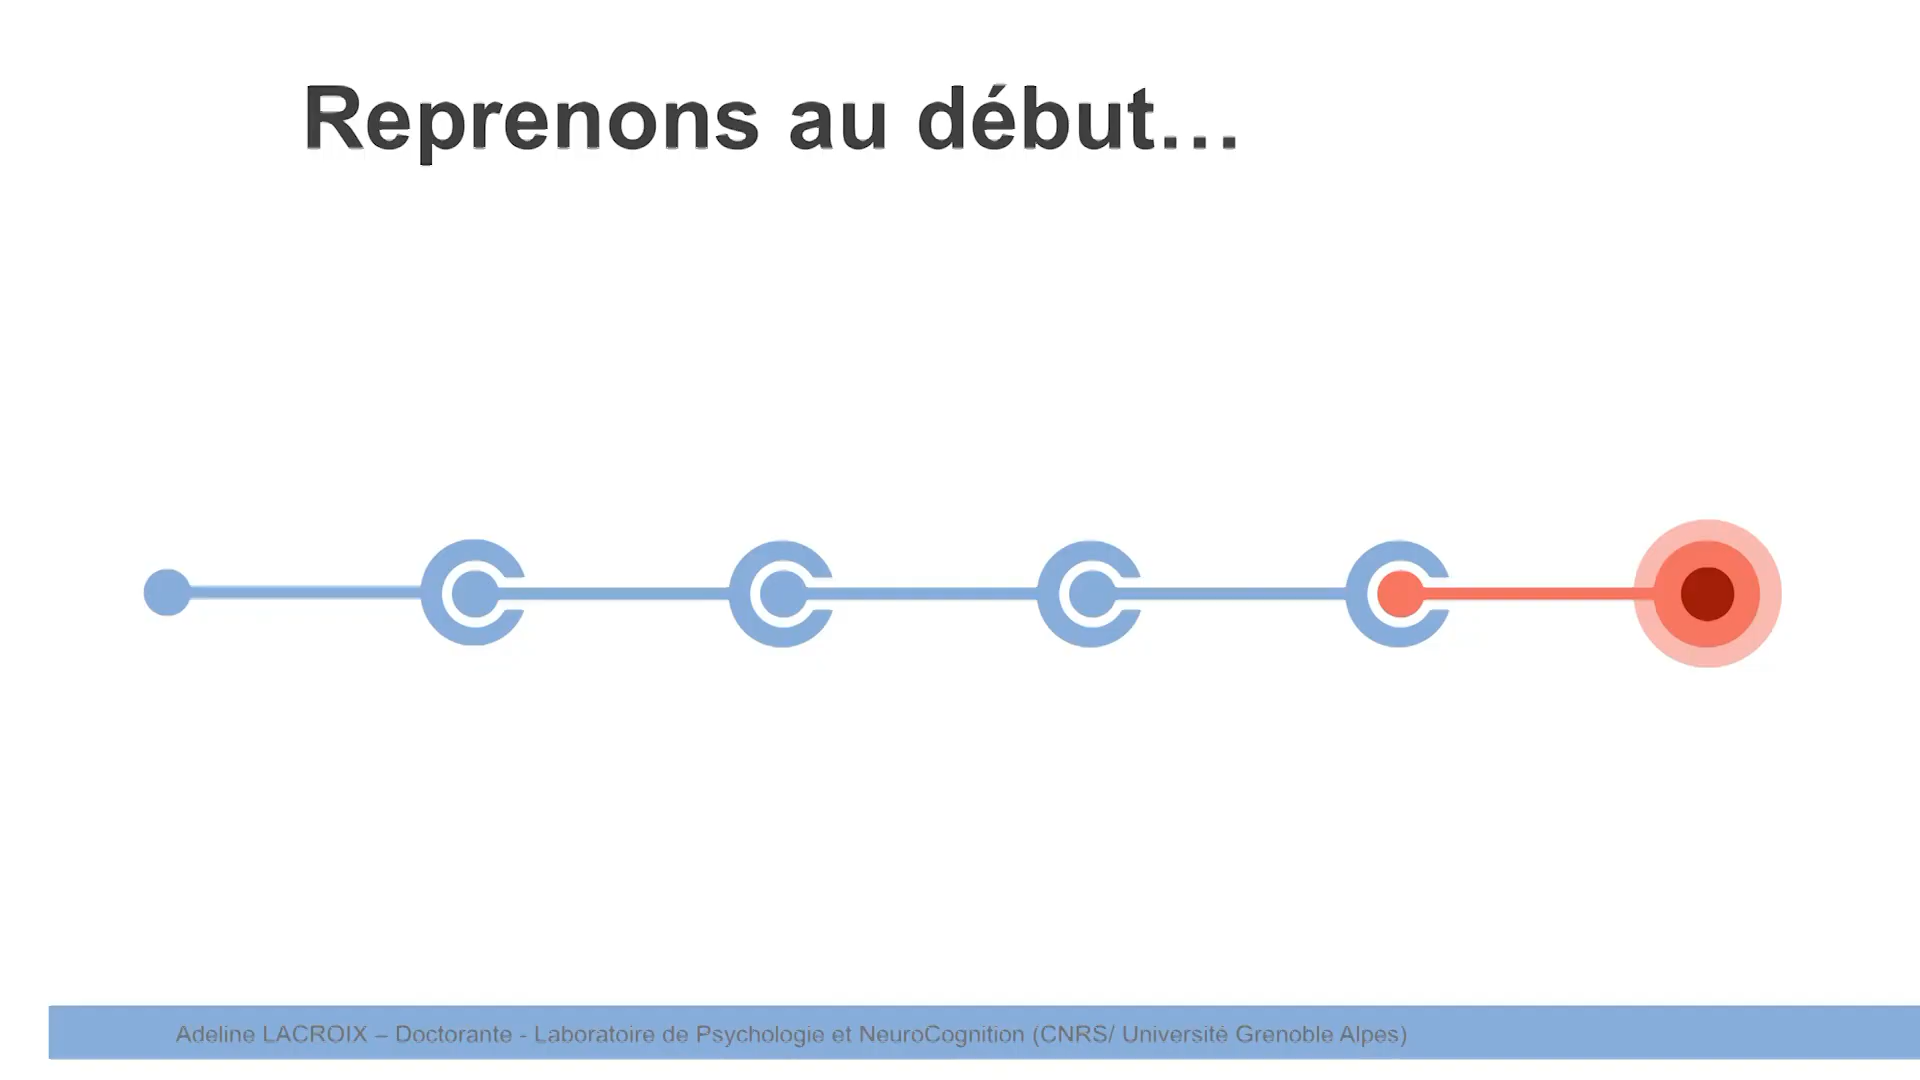 Reprenons au début…
Adeline LACROIX – Doctorante - Laboratoire de Psychologie et NeuroCognition (CNRS/ Université Grenoble Alpes)